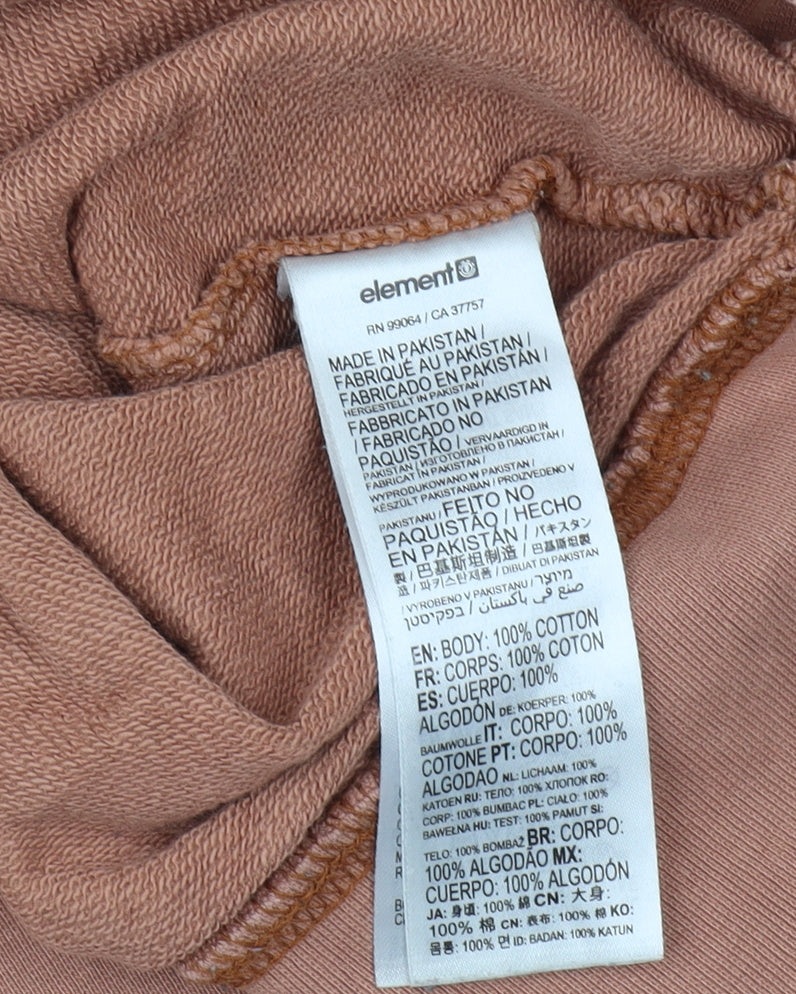 element
RN 99064 / CA 37757
MADE IN PAKISTAN /
FABRIQUÉ AU PAKISTAN /
FABRICADO EN PAKISTÁN /
HERGESTELLT IN PAKISTAN /
FABBRICATO IN PAKISTAN
/ FABRICADO NO
PAQUISTÃO / VERVAARDIGD IN
PAKISTAN / ИЗГОТОВЛЕНО В ПАКИСТАН /
FABRICAT IN PAKISTAN /
WYPRODUKOWANO W PAKISTAN /
KÉSZÜLT PAKISTANBAN / PROIZVEDENO V
PAKISTANU / FEITO NO
PAQUISTÃO / HECHO
EN PAKISTÁN / パキスタン
製 / 巴基斯坦制造 / 巴基斯坦製
造 / 파키스탄제품 / DIBUAT DI PAKISTAN
/ VYROBENO V PAKISTANU / מיוצר
בפקיסטן / صنع في باكستان
EN: BODY: 100% COTTON
FR: CORPS: 100% COTON
ES: CUERPO: 100%
ALGODÓN DE: KOERPER: 100%
BAUMWOLLE IT: CORPO: 100%
COTONE PT: CORPO: 100%
ALGODAO NL: LICHAAM: 100%
KATOEN RU: ТЕЛО: 100% ХЛОПОК RO:
CORP: 100% BUMBAC PL: CIAŁO: 100%
BAWEŁNA HU: TEST: 100% PAMUT SI:
TELO: 100% BOMBAŽ BR: CORPO:
100% ALGODÃO MX:
CUERPO: 100% ALGODÓN
JA: 身頃: 100% 綿 CN: 大身:
100% 棉 CN: 表布: 100% 棉 KO:
몸통: 100% 면 ID: BADAN: 100% KATUN